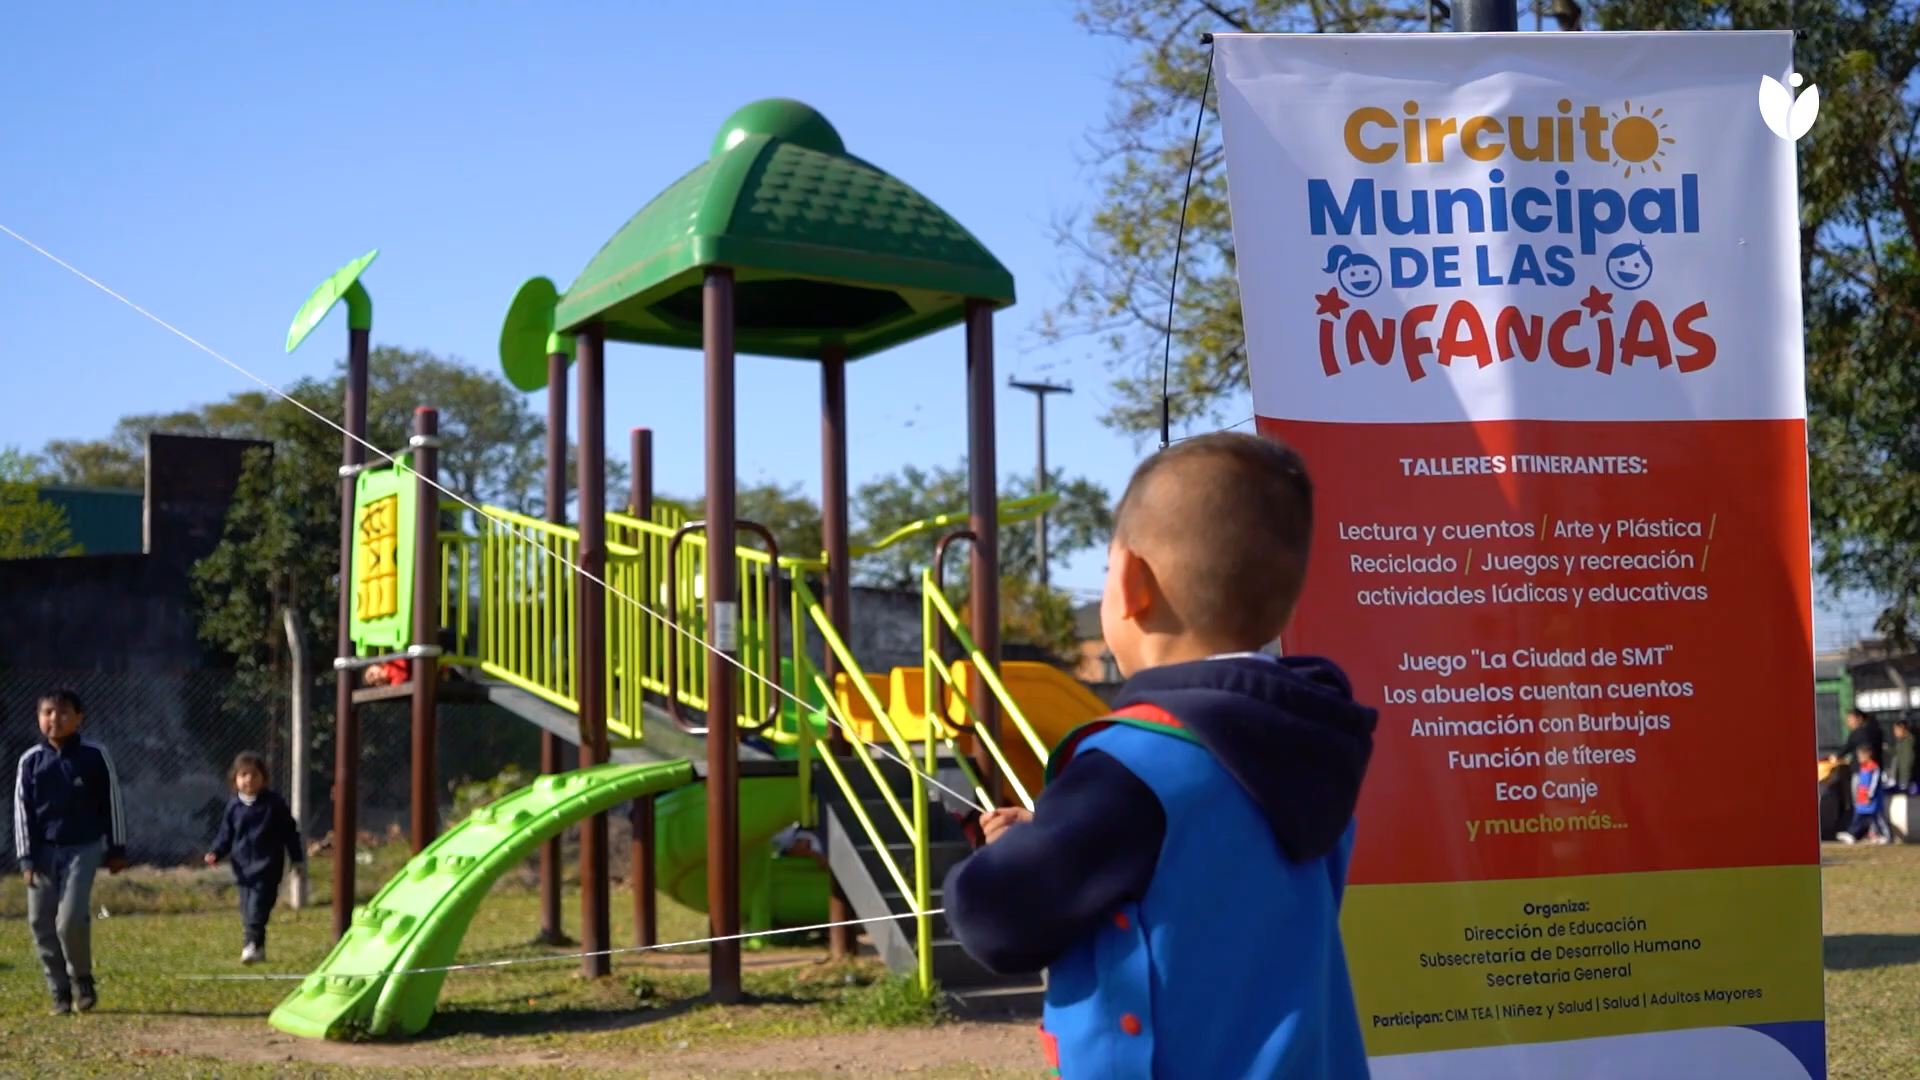 Circuito
Municipal
DE LAS
iNFANCiAS
TALLERES ITINERANTES:
Lectura y cuentos / Arte y Plástica /
Reciclado / Juegos y recreación /
actividades lúdicas y educativas
Juego "La Ciudad de SMT"
Los abuelos cuentan cuentos
Animación con Burbujas
Función de títeres
Eco Canje
y mucho más...
Organiza:
Dirección de Educación
Subsecretaría de Desarrollo Humano
Secretaria General
Participan: CIM TEA | Niñez y Salud | Salud | Adultos Mayores